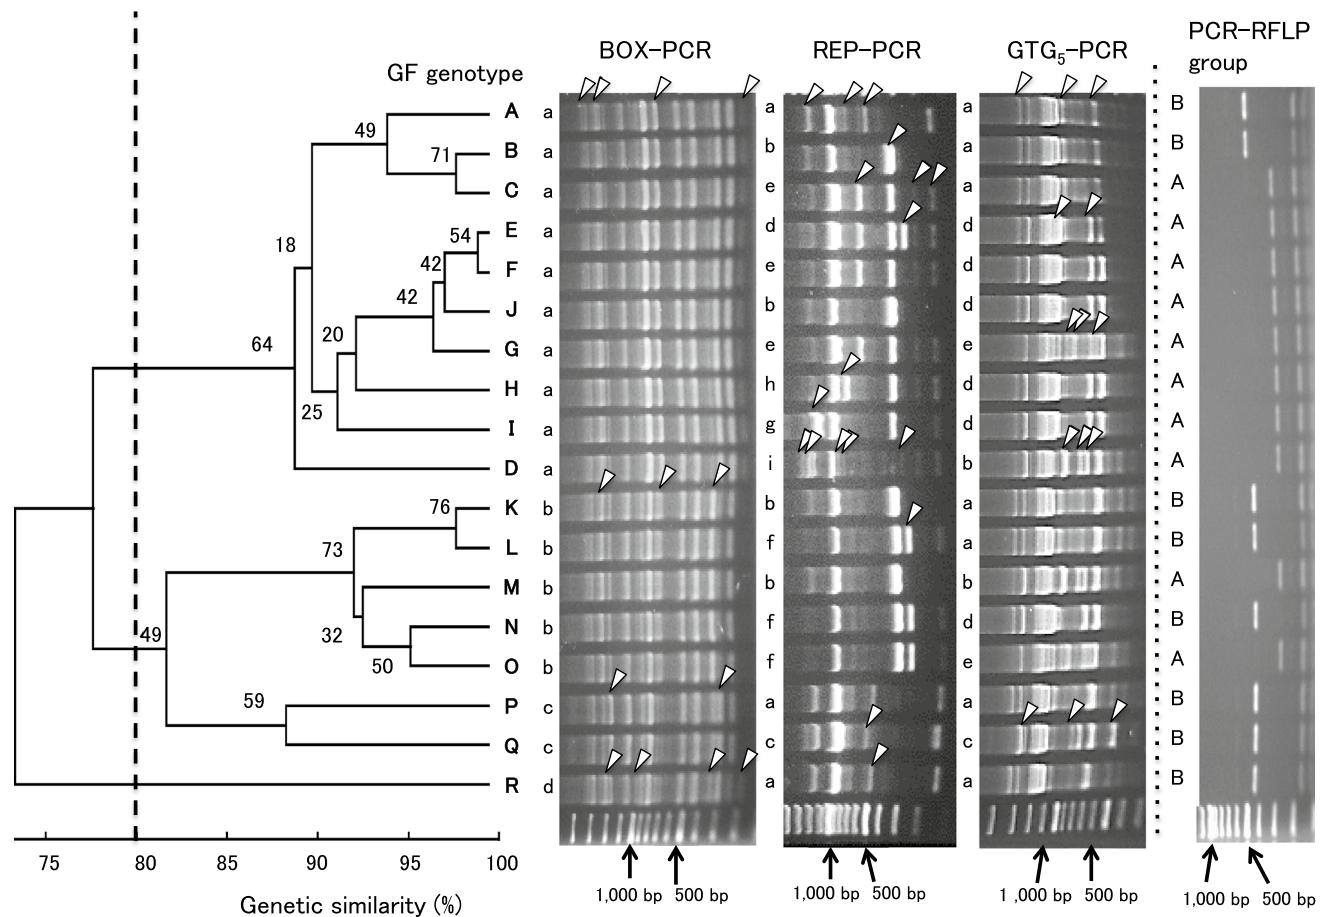 BOX-PCR REP-PCR GTG5-PCR PCR-RFLP group
GF genotype
A a a a B
49
B a b a B
71
C a e a A
E a d d A
54
18
F a e d A
42
J a b d A
42
G a e e A
20
64
H a h d A
25
I a g d A
D a i b A
K b b a B
76
L b f a B
73
M b b b A
N b f d B
49 32
O b f e A
50
P c a a B
59
Q c c c B
R d a a B
75 80 85 90 95 100
Genetic similarity (%)
1,000 bp 500 bp 1,000 bp 500 bp 1 ,000 bp 500 bp 1,000 bp 500 bp